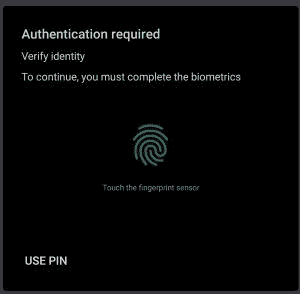 Authentication required
Verify identity
To continue, you must complete the biometrics
Touch the fingerprint sensor
USE PIN